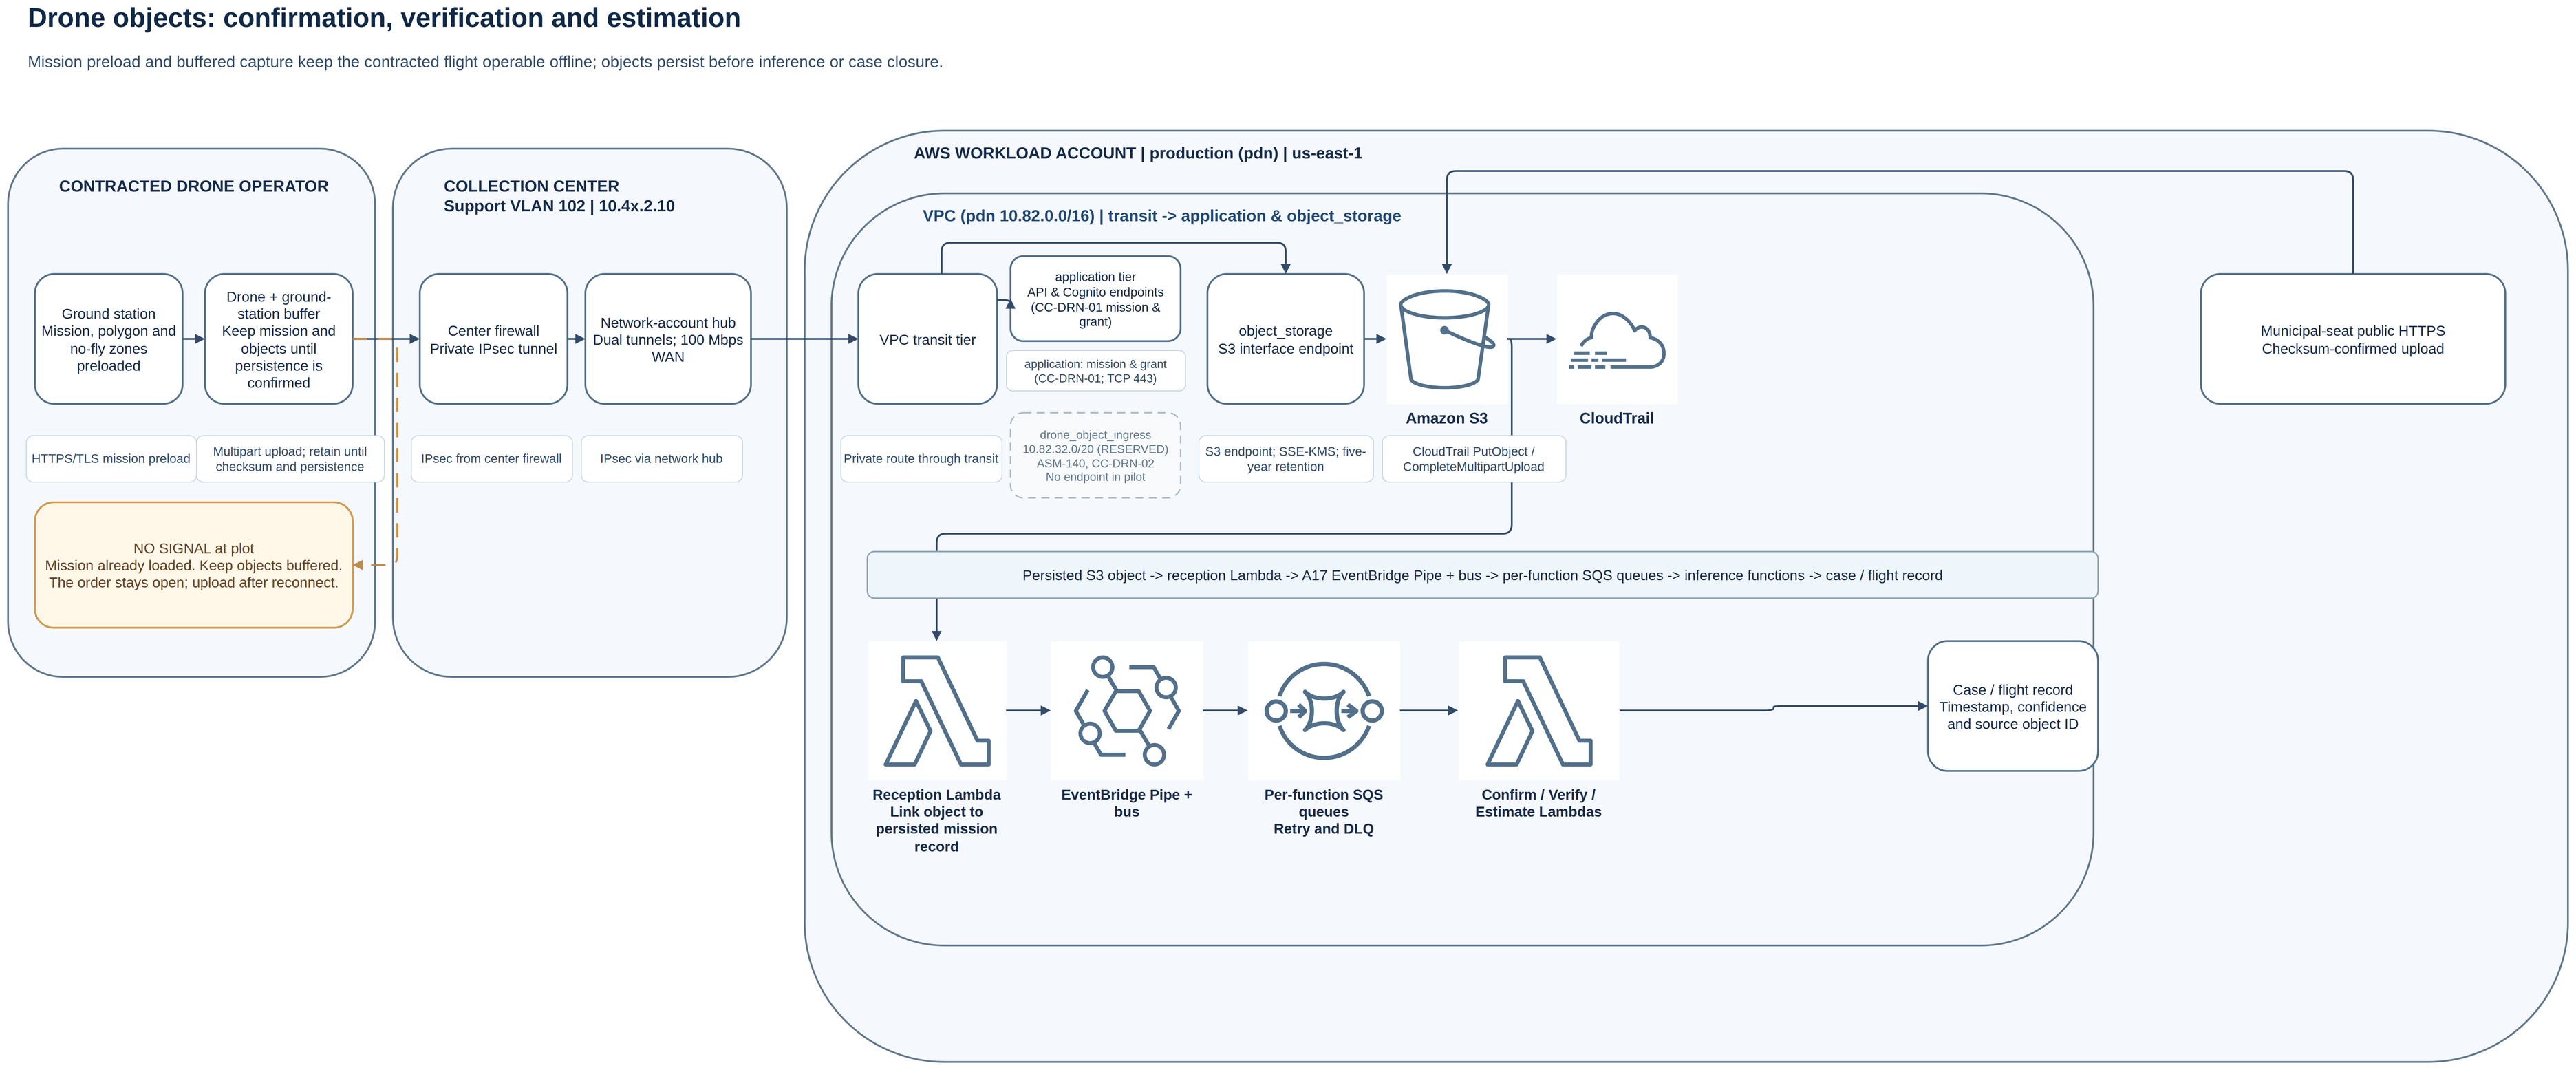 Drone objects: confirmation, verification and estimation
Mission preload and buffered capture keep the contracted flight operable offline; objects persist before inference or case closure.
CONTRACTED DRONE OPERATOR
Ground station
Mission, polygon and
no-fly zones
preloaded
Drone + ground-
station buffer
Keep mission and
objects until
persistence is
confirmed
HTTPS/TLS mission preload
Multipart upload; retain until
checksum and persistence
NO SIGNAL at plot
Mission already loaded. Keep objects buffered.
The order stays open; upload after reconnect.
COLLECTION CENTER
Support VLAN 102 | 10.4x.2.10
Center firewall
Private IPsec tunnel
Network-account hub
Dual tunnels; 100 Mbps
WAN
IPsec from center firewall
IPsec via network hub
AWS WORKLOAD ACCOUNT | production (pdn) | us-east-1
VPC (pdn 10.82.0.0/16) | transit -> application & object_storage
VPC transit tier
application tier
API & Cognito endpoints
(CC-DRN-01 mission &
grant)
application: mission & grant
(CC-DRN-01; TCP 443)
object_storage
S3 interface endpoint
Amazon S3
CloudTrail
Municipal-seat public HTTPS
Checksum-confirmed upload
Private route through transit
drone_object_ingress
10.82.32.0/20 (RESERVED)
ASM-140, CC-DRN-02
No endpoint in pilot
S3 endpoint; SSE-KMS; five-
year retention
CloudTrail PutObject /
CompleteMultipartUpload
Persisted S3 object -> reception Lambda -> A17 EventBridge Pipe + bus -> per-function SQS queues -> inference functions -> case / flight record
Reception Lambda
Link object to
persisted mission
record
EventBridge Pipe +
bus
Per-function SQS
queues
Retry and DLQ
Confirm / Verify /
Estimate Lambdas
Case / flight record
Timestamp, confidence
and source object ID